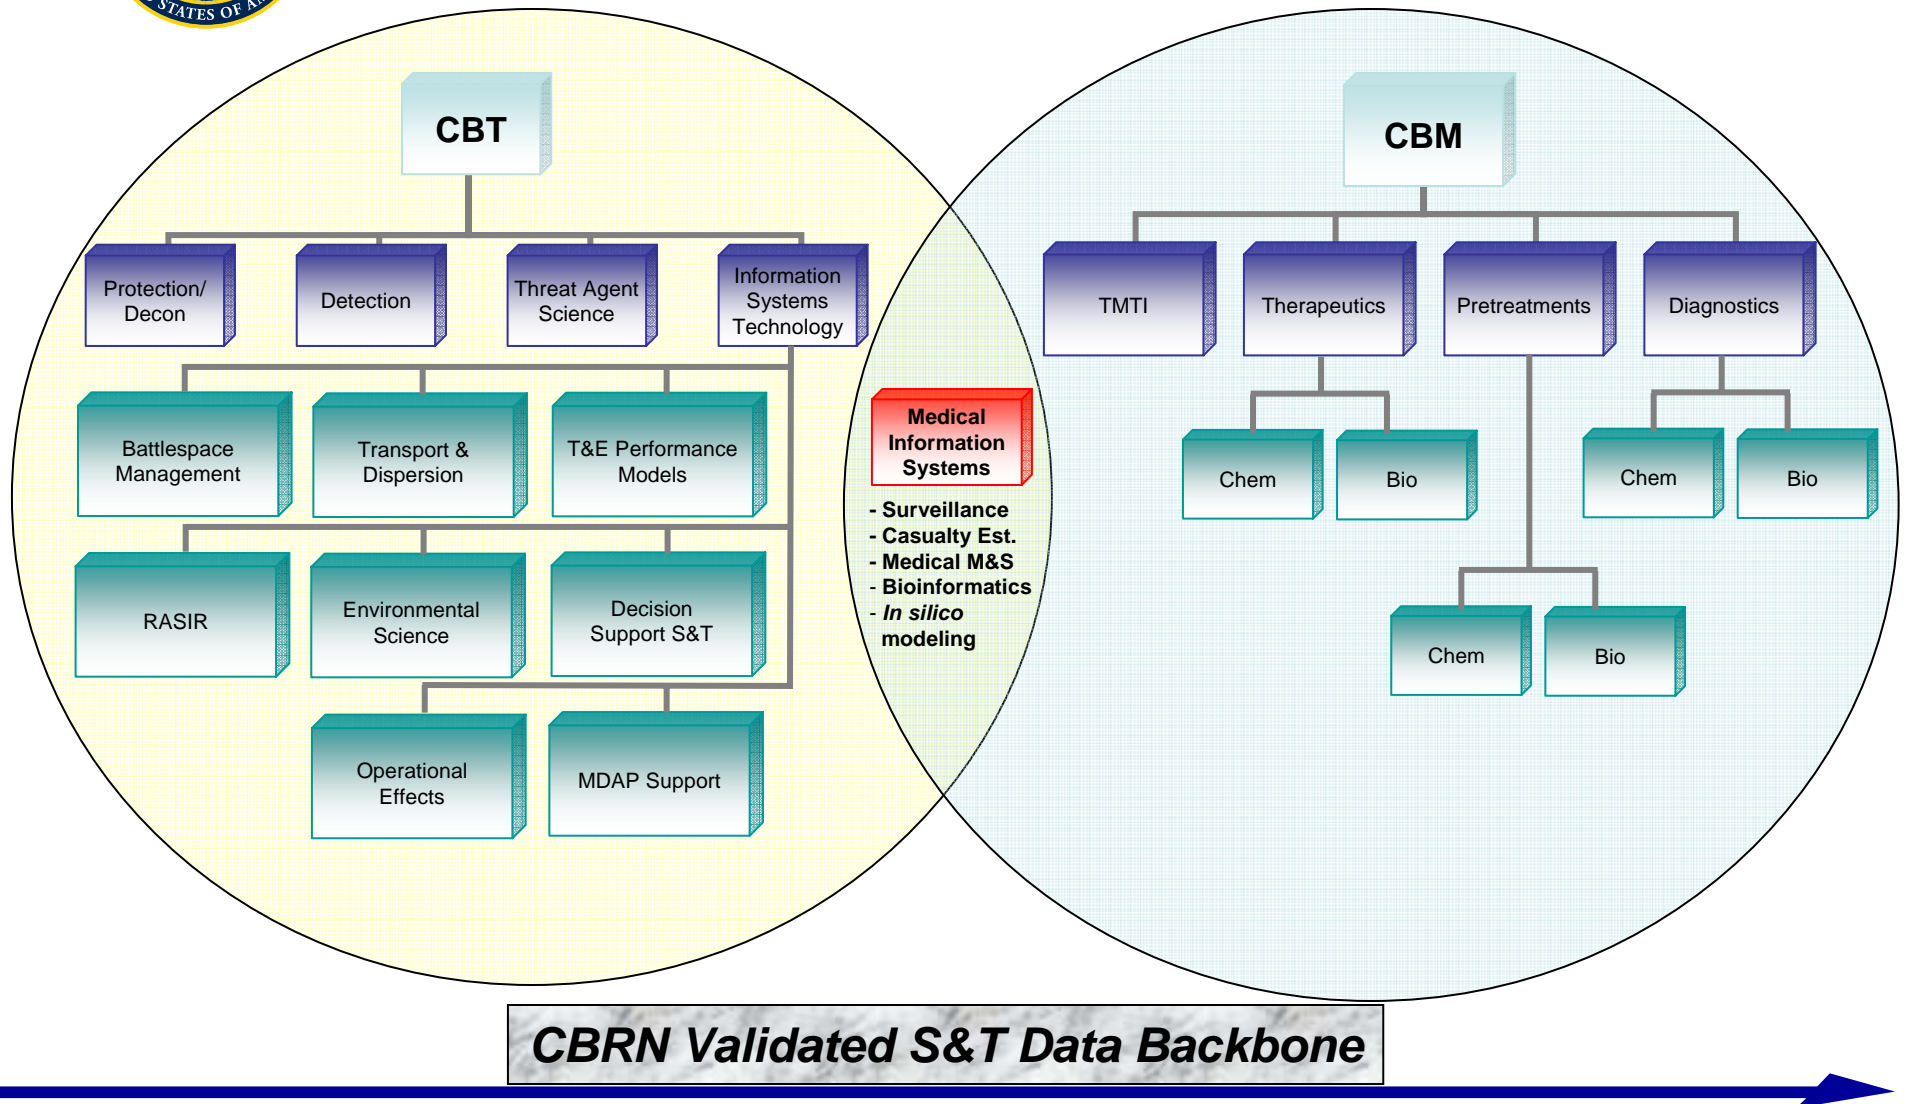 STATES OF
CBT
CBM
Protection/
Decon
Detection
Threat Agent
Science
Information
Systems
Technology
TMTI
Therapeutics
Pretreatments
Diagnostics
Battlespace
Management
Transport &
Dispersion
T&E Performance
Models
Medical
Information
Systems
- Surveillance
- Casualty Est.
- Medical M&S
- Bioinformatics
- In silico
modeling
Chem
Bio
Chem
Bio
RASIR
Environmental
Science
Decision
Support S&T
Chem
Bio
Operational
Effects
MDAP Support
CBRN Validated S&T Data Backbone